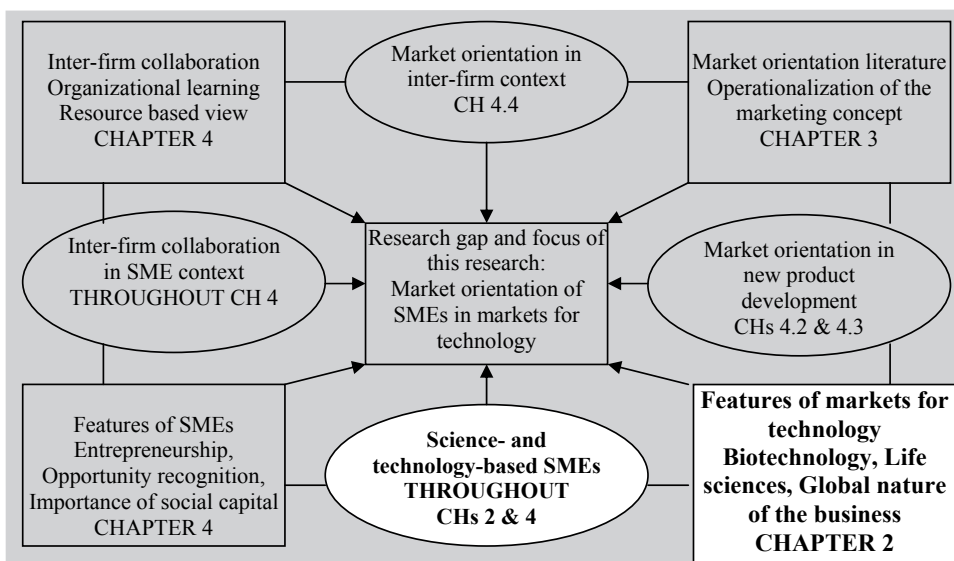 Inter-firm collaboration
Organizational learning
Resource based view
CHAPTER 4
Market orientation in
inter-firm context
CH 4.4
Market orientation literature
Operationalization of the
marketing concept
CHAPTER 3
Inter-firm collaboration
in SME context
THROUGHOUT CH 4
Research gap and focus of
this research:
Market orientation of
SMEs in markets for
technology
Market orientation in
new product
development
CHs 4.2 & 4.3
Features of SMEs
Entrepreneurship,
Opportunity recognition,
Importance of social capital
CHAPTER 4
Science- and
technology-based SMEs
THROUGHOUT
CHs 2 & 4
Features of markets for
technology
Biotechnology, Life
sciences, Global nature
of the business
CHAPTER 2